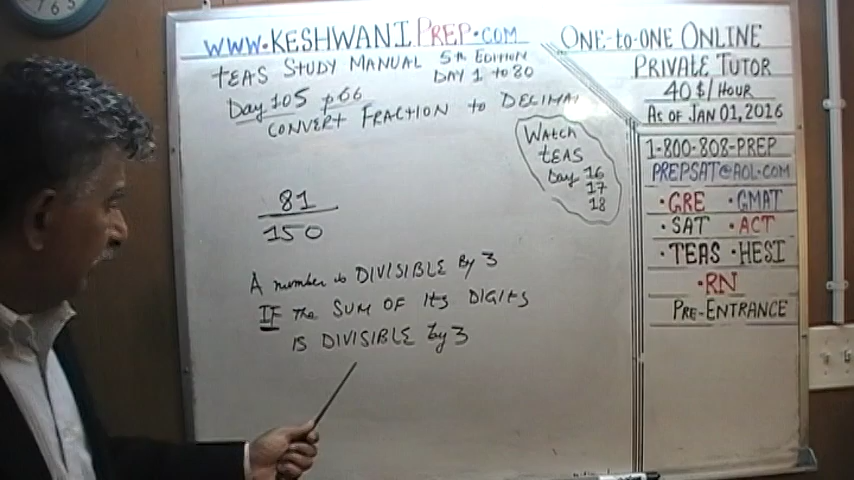 WWW.KESHWANIPREP.COM
TEAS STUDY MANUAL 5th EDITION
DAY 1 to 80
Day 105 p66
CONVERT FRACTION to DECIMAL
Watch
tEAS
Day 16
17
18
81
150
A number is DIVISIBLE By 3
IF the SUM OF Its DIGIts
IS DIVISIBLE by 3
ONE-to-ONE ONLINE
PRIVATE TUTOR
40 $/HOUR
AS OF JAN 01, 2016
1-800-808-PREP
PREPSAT@AOL.COM
•GRE •GMAT
•SAT •ACT
•TEAS •HESI
•RN
PRE-ENTRANCE
7 6 5